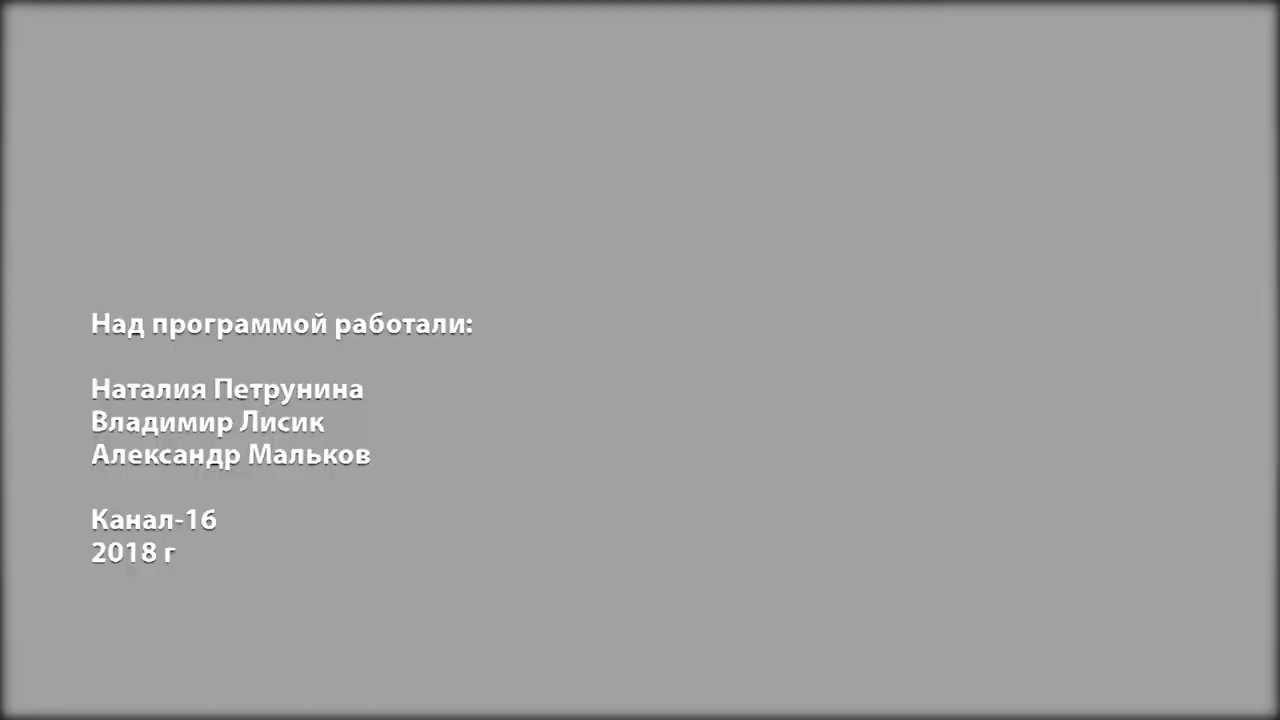 Над программой работали:
Наталия Петрунина
Владимир Лисик
Александр Мальков
Канал-16
2018 г